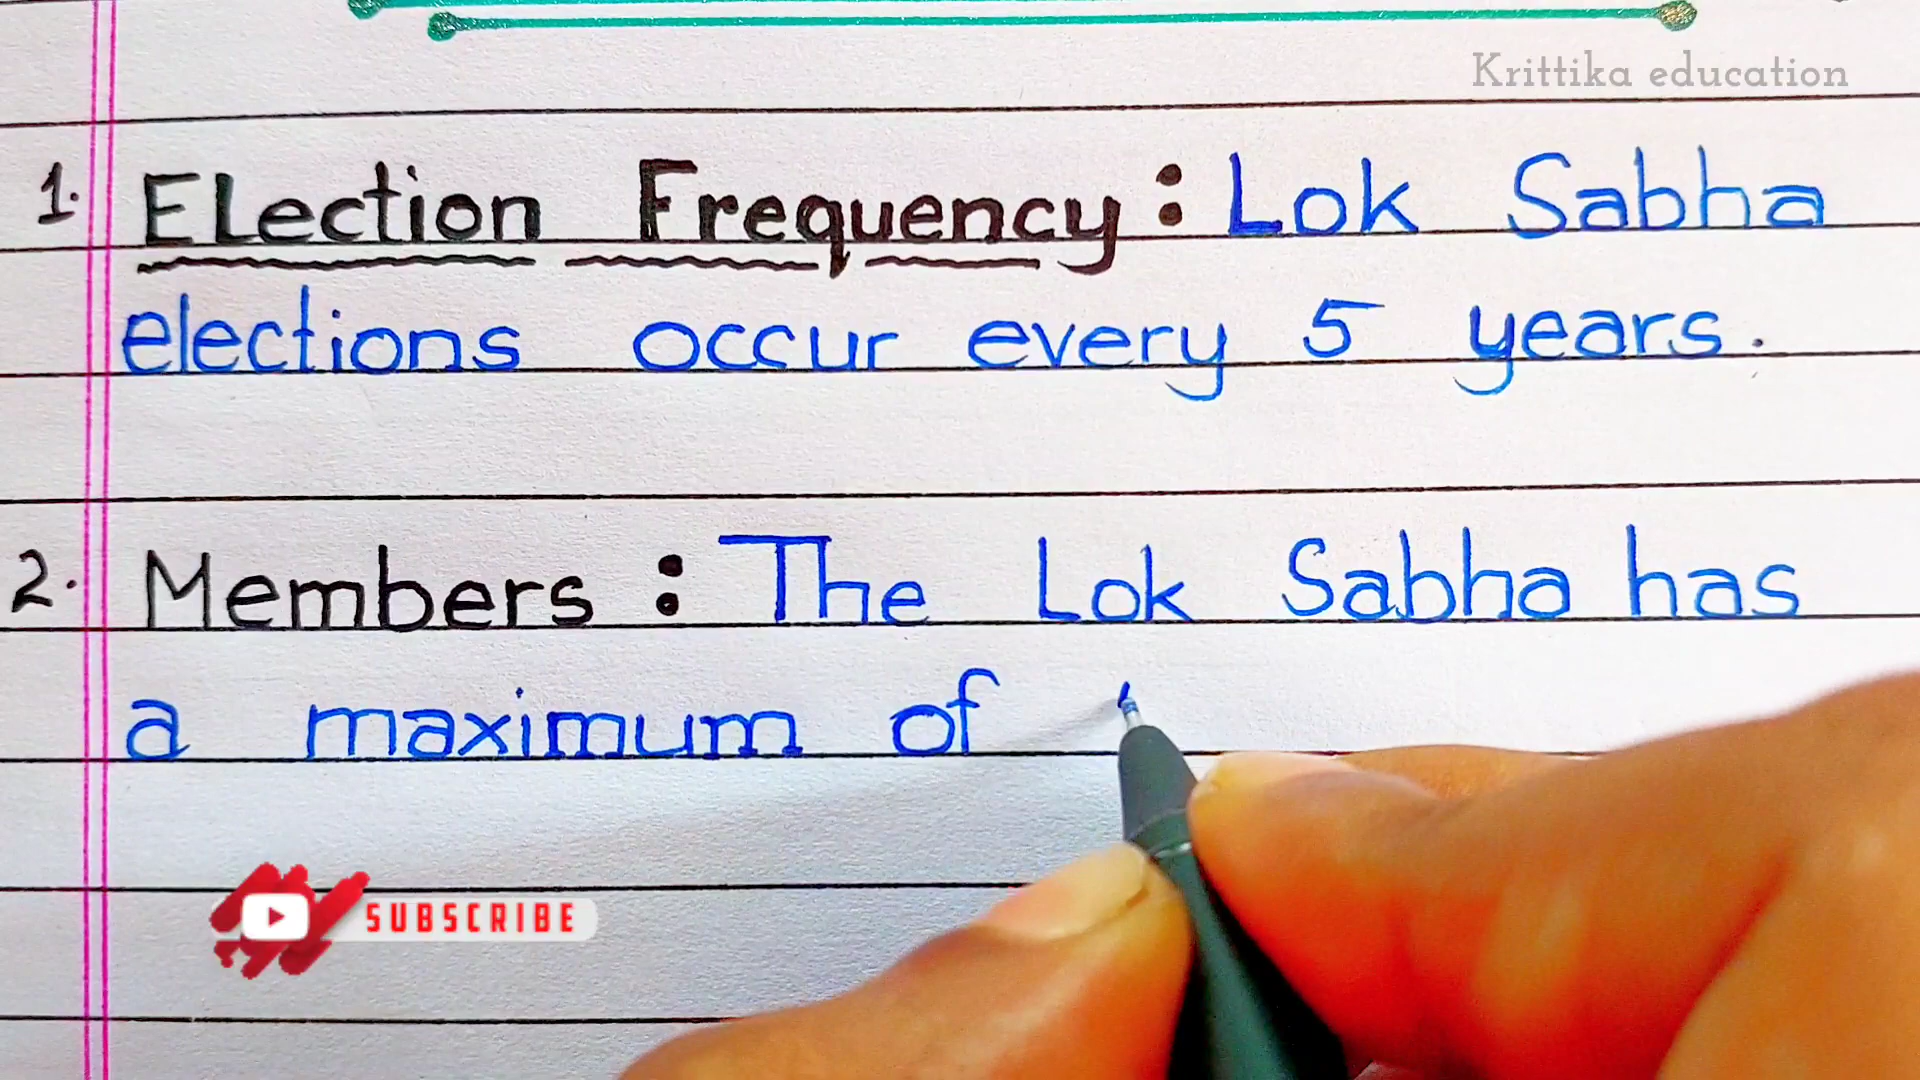 Krittika education
1. Election Frequency : Lok Sabha
elections occur every 5 years.
2. Members : The Lok Sabha has
a maximum of
SUBSCRIBE